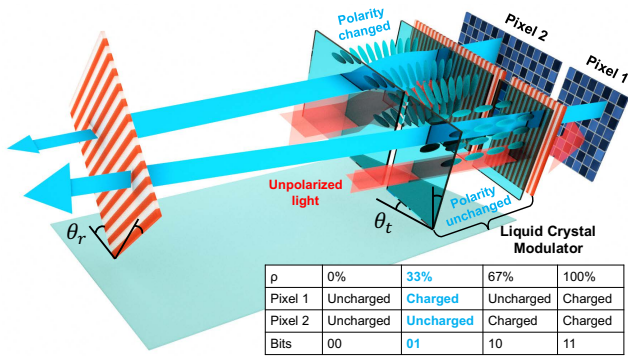 Polarity
changed
Pixel 2
Pixel 1
Unpolarized
light
Polarity
unchanged
θr
θt
Liquid Crystal
Modulator
ρ 0% 33% 67% 100%
Pixel 1 Uncharged Charged Uncharged Charged
Pixel 2 Uncharged Uncharged Charged Charged
Bits 00 01 10 11